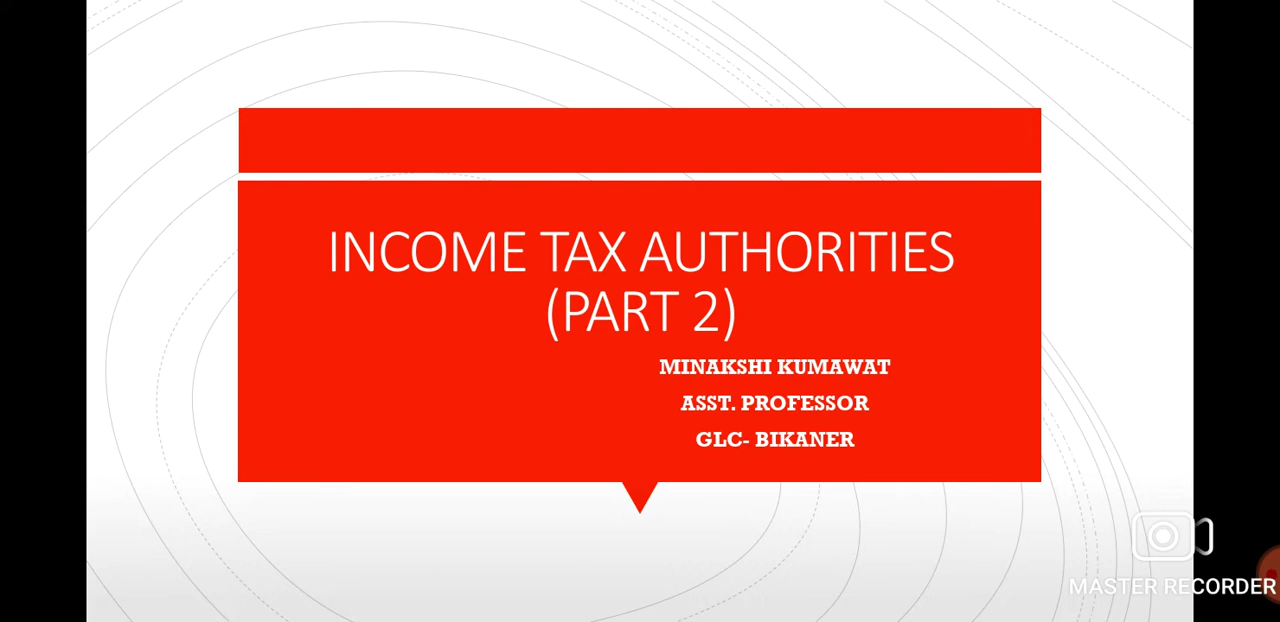 INCOME TAX AUTHORITIES
(PART 2)
MINAKSHI KUMAWAT
ASST. PROFESSOR
GLC- BIKANER
MASTER RECORDER